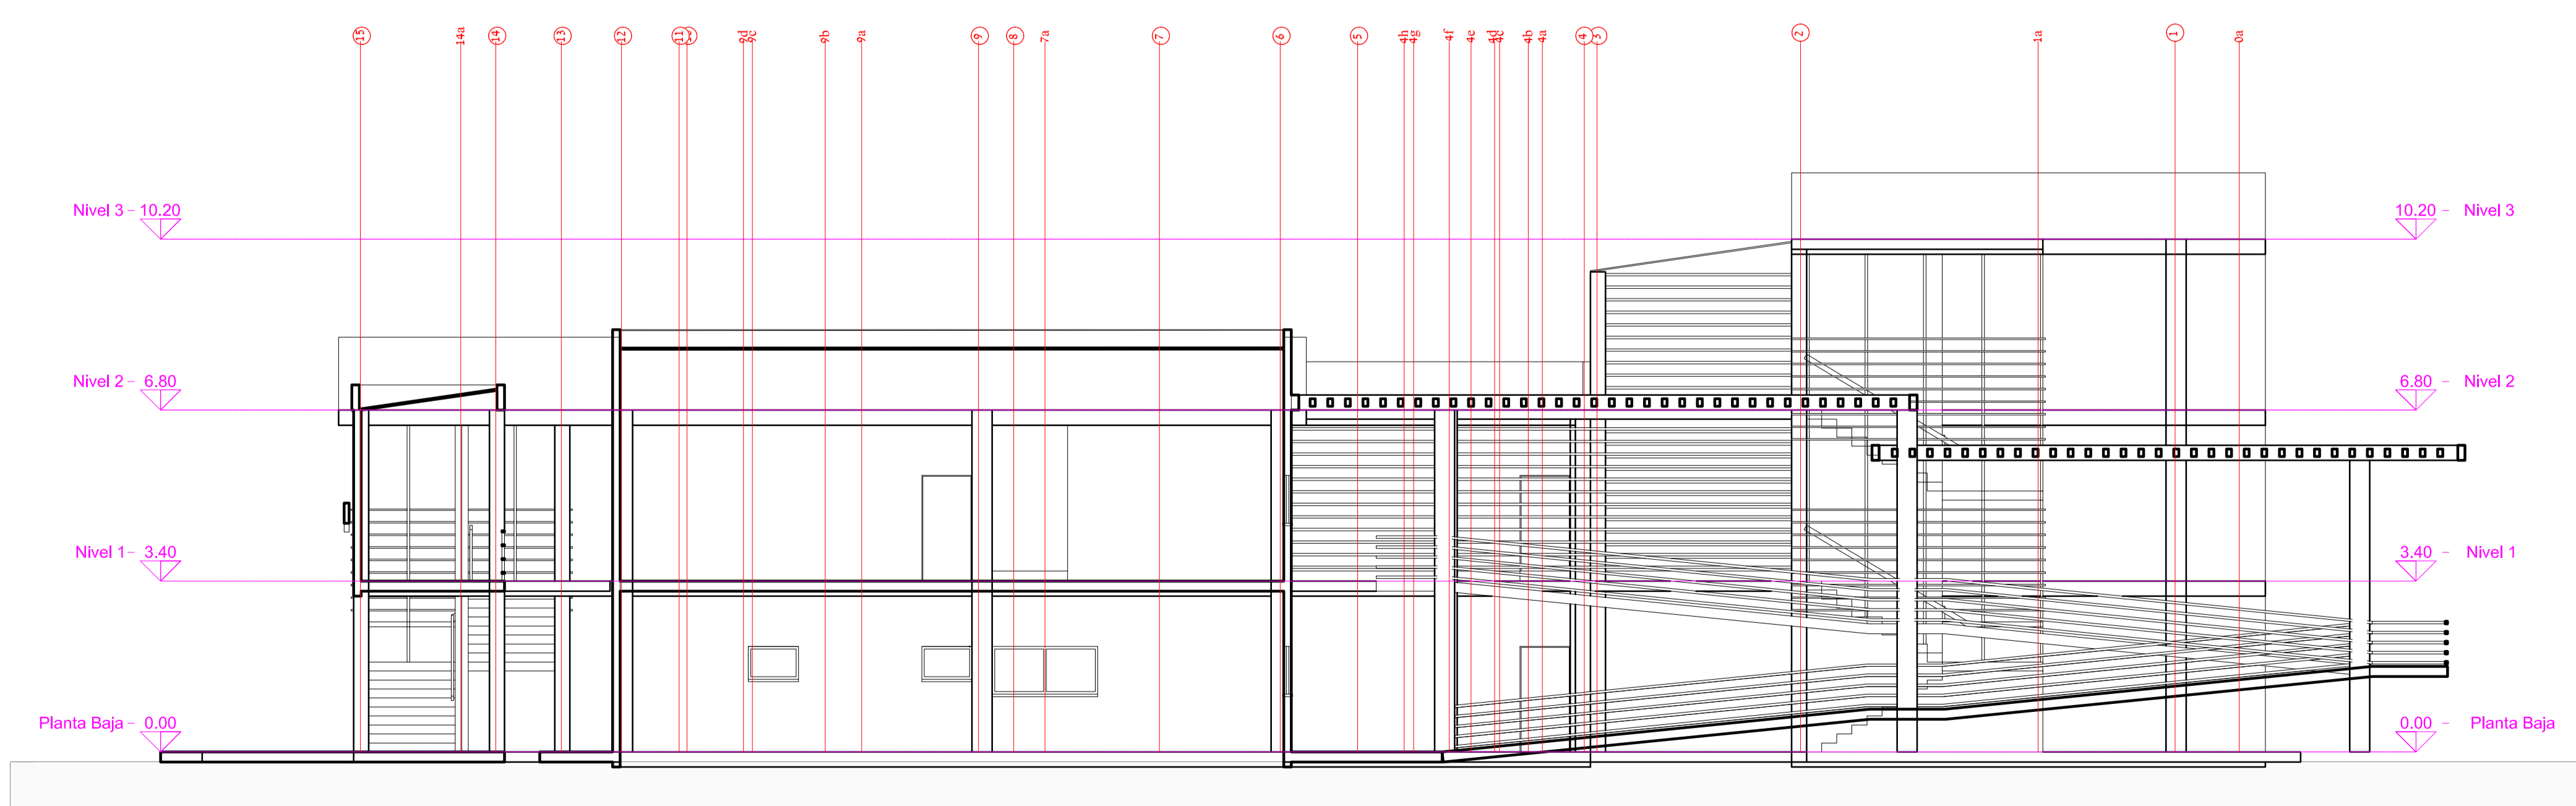 15 14a 14 13 12 11 9d 9c 9b 9a 9 8 7a 7 6 5 4h 4g 4f 4e 4d 4c 4b 4a 4 3 2 1a 1 0a
Nivel 3 - 10.20
10.20 - Nivel 3
Nivel 2 - 6.80
6.80 - Nivel 2
Nivel 1 - 3.40
3.40 - Nivel 1
Planta Baja - 0.00
0.00 - Planta Baja